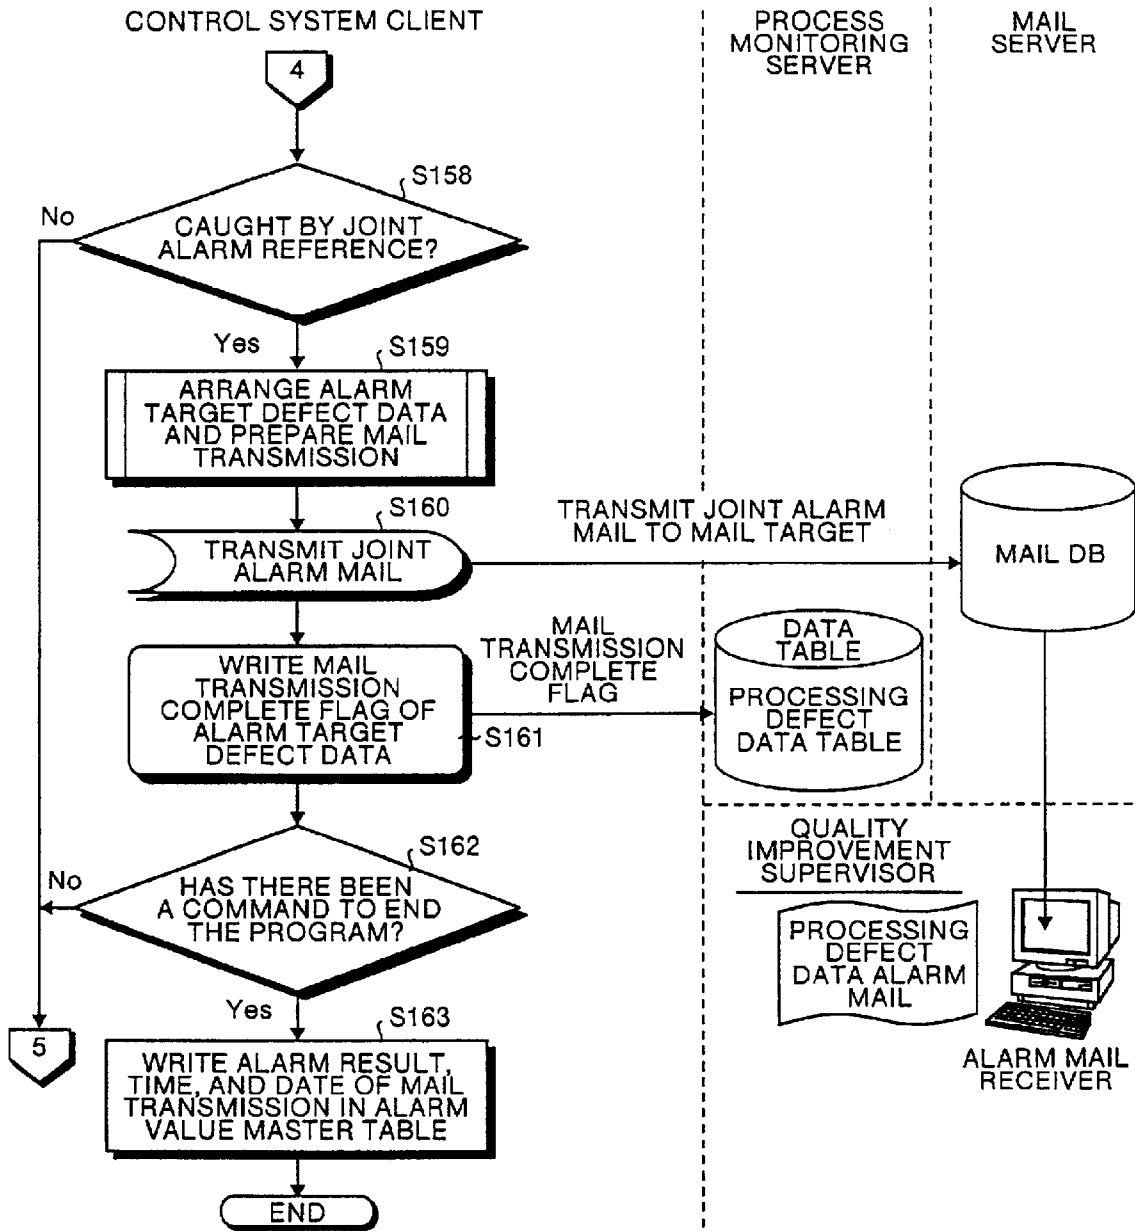 CONTROL SYSTEM CLIENT
PROCESS
MONITORING
SERVER
MAIL
SERVER
4
S158
No
CAUGHT BY JOINT
ALARM REFERENCE?
Yes
S159
ARRANGE ALARM
TARGET DEFECT DATA
AND PREPARE MAIL
TRANSMISSION
S160
TRANSMIT JOINT
ALARM MAIL
TRANSMIT JOINT ALARM
MAIL TO MAIL TARGET
MAIL DB
WRITE MAIL
TRANSMISSION
COMPLETE FLAG OF
ALARM TARGET
DEFECT DATA
S161
MAIL
TRANSMISSION
COMPLETE
FLAG
DATA
TABLE
PROCESSING
DEFECT
DATA TABLE
S162
No
HAS THERE BEEN
A COMMAND TO END
THE PROGRAM?
Yes
QUALITY
IMPROVEMENT
SUPERVISOR
PROCESSING
DEFECT
DATA ALARM
MAIL
ALARM MAIL
RECEIVER
5
S163
WRITE ALARM RESULT,
TIME, AND DATE OF MAIL
TRANSMISSION IN ALARM
VALUE MASTER TABLE
END